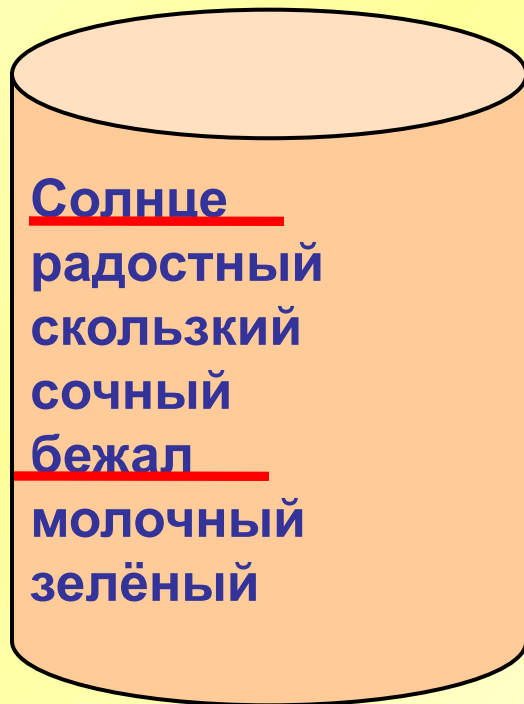 Солнце
радостный
скользкий
сочный
бежал
молочный
зелёный